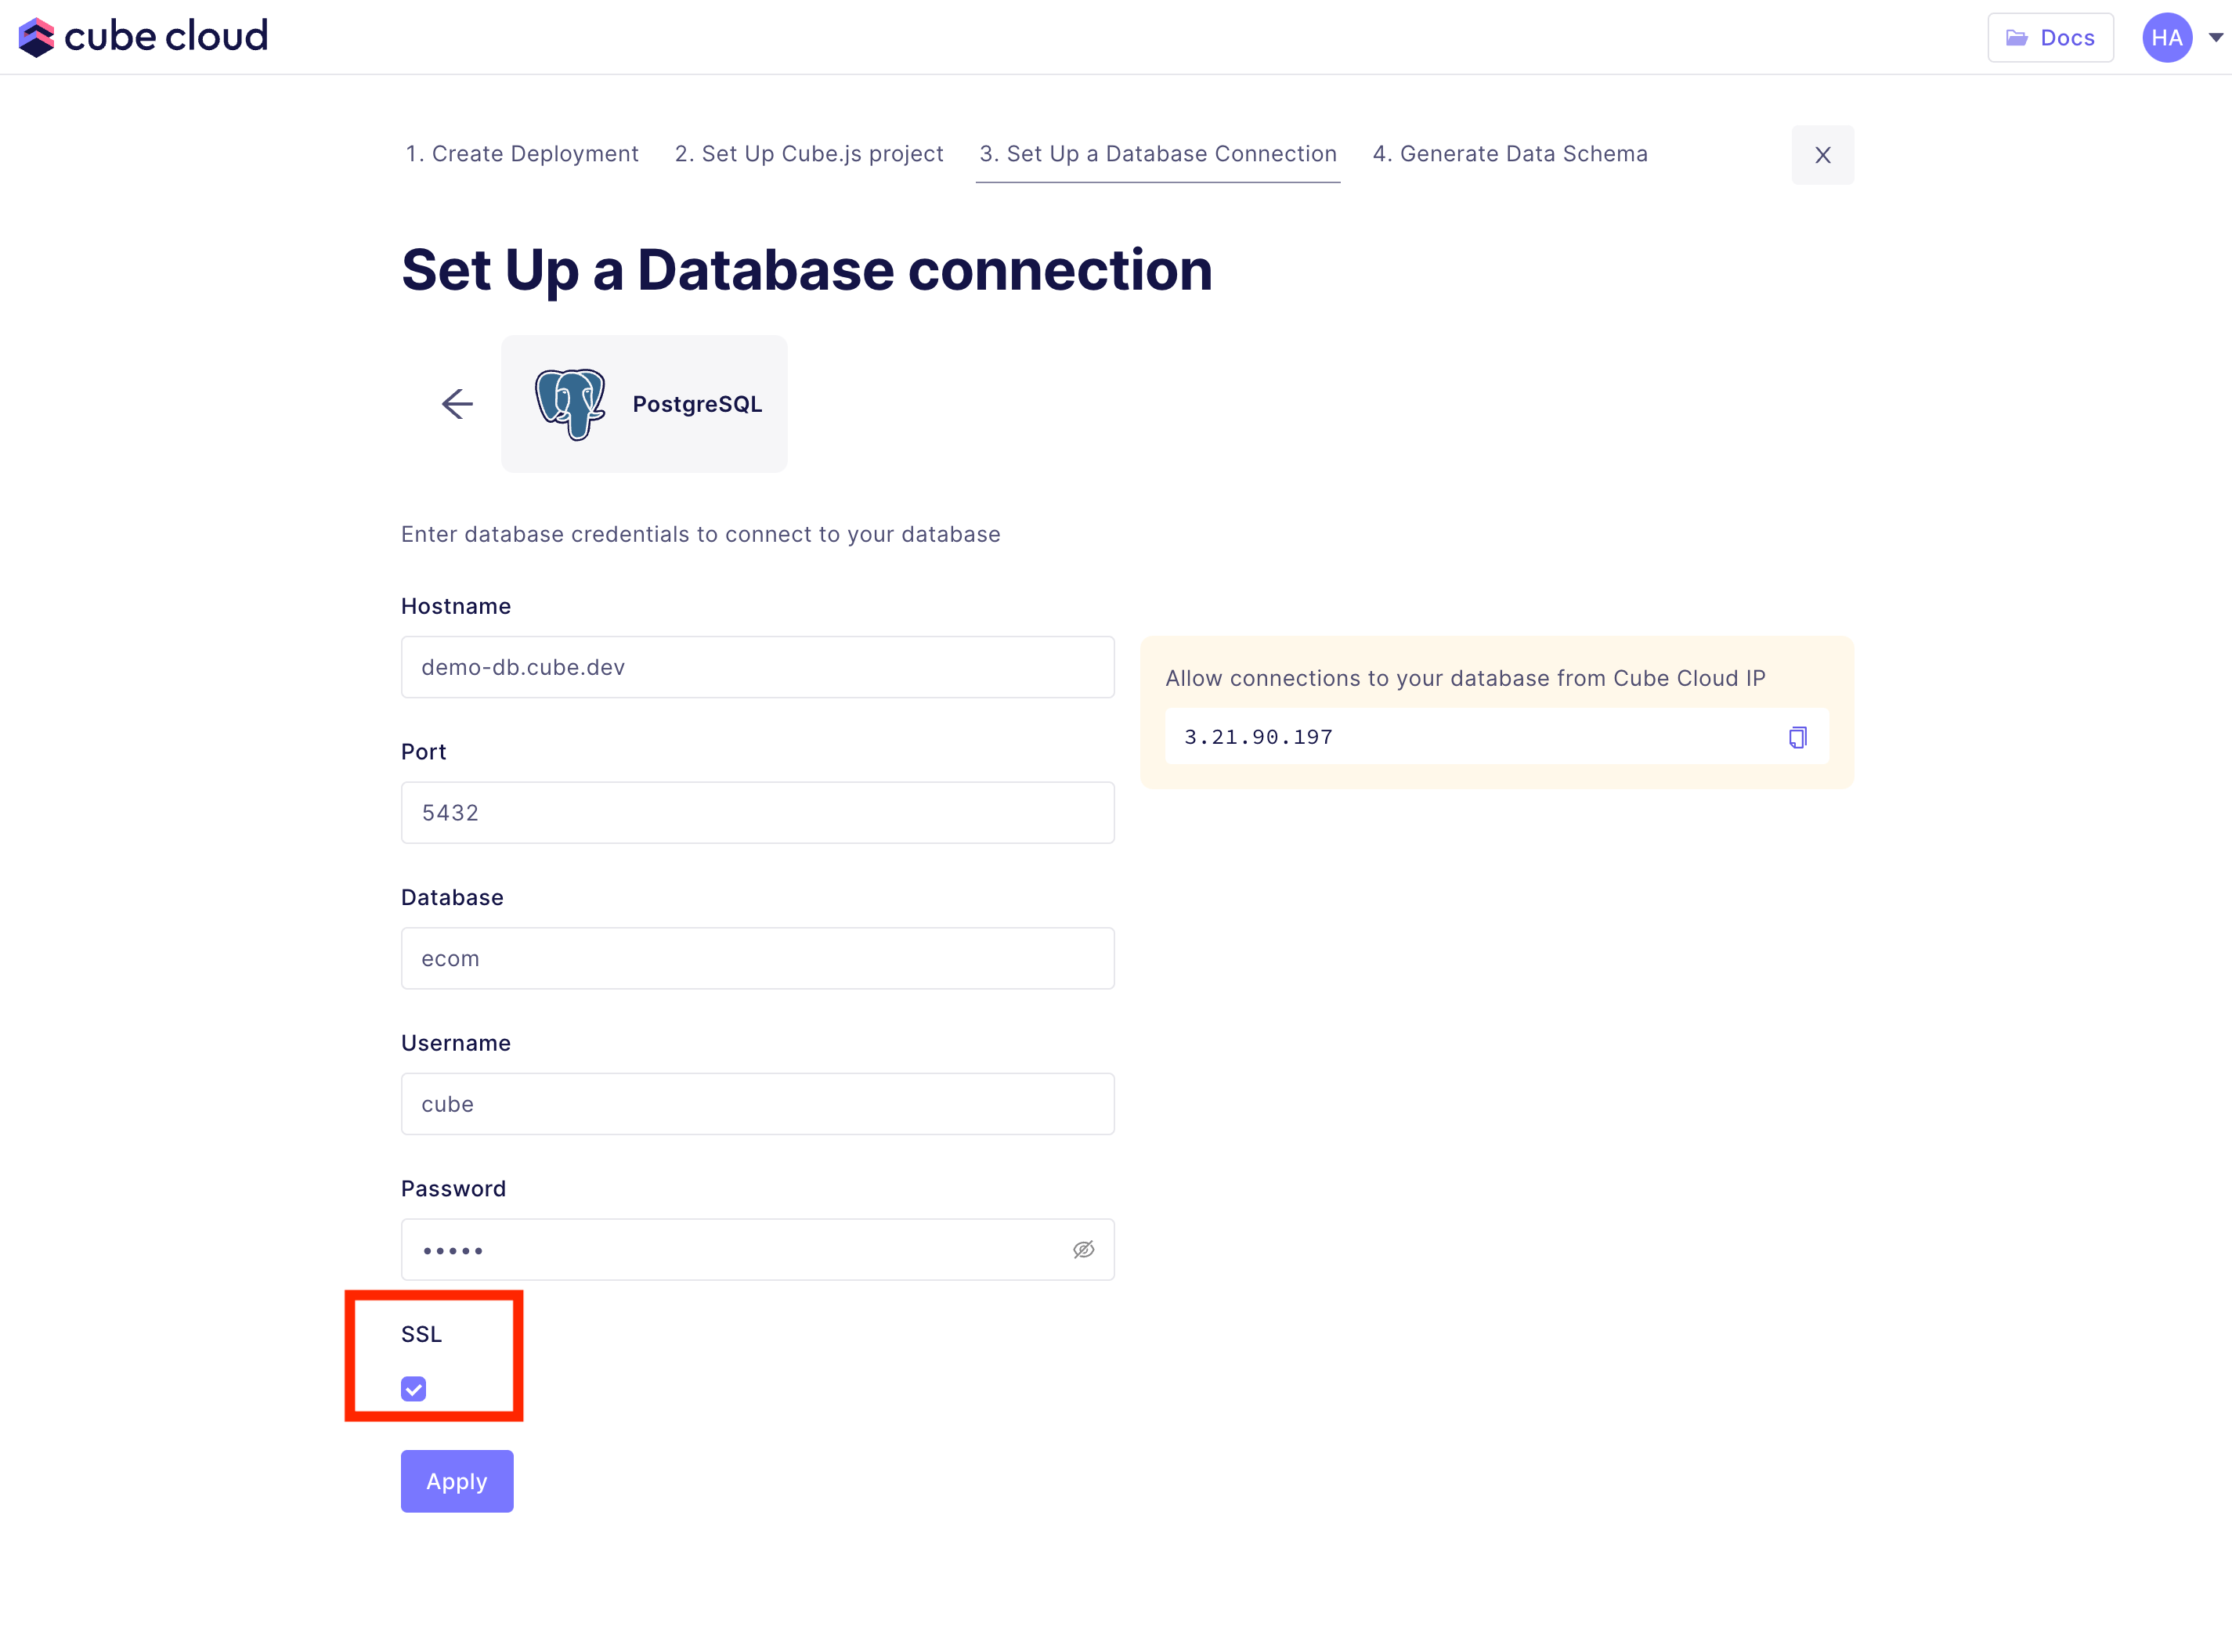 cube cloud
Docs
HA
1. Create Deployment
2. Set Up Cube.js project
3. Set Up a Database Connection
4. Generate Data Schema
X
Set Up a Database connection
PostgreSQL
Enter database credentials to connect to your database
Hostname
demo-db.cube.dev
Allow connections to your database from Cube Cloud IP
3.21.90.197
Port
5432
Database
ecom
Username
cube
Password
•••••
SSL
Apply